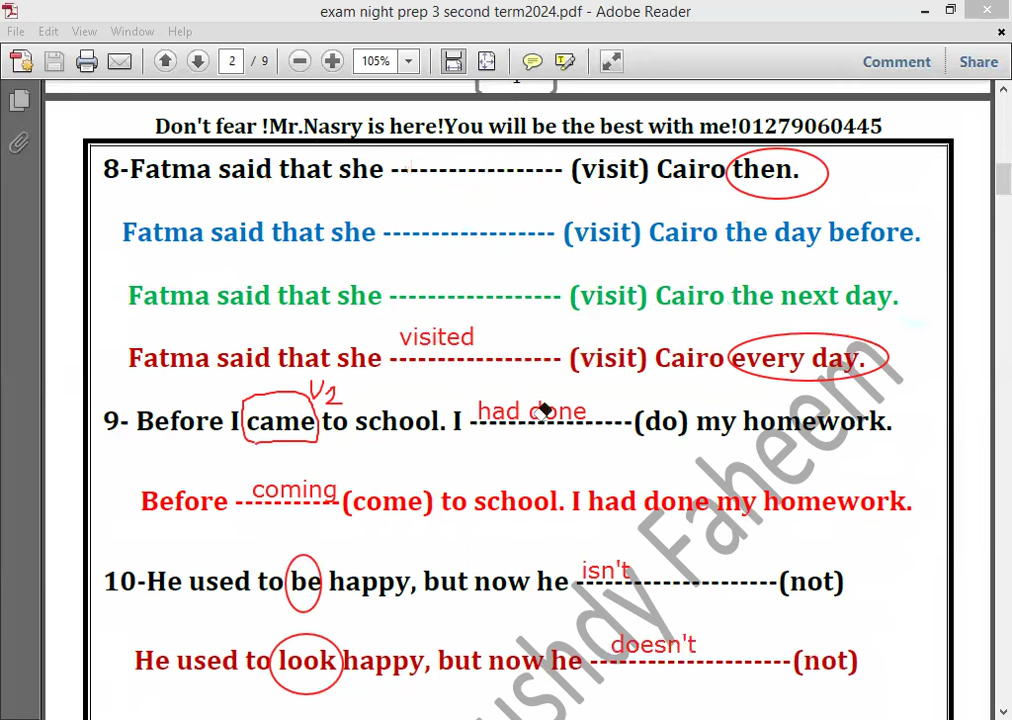 exam night prep 3 second term2024.pdf - Adobe Reader
File Edit View Window Help
2 / 9 105% Comment Share
Don't fear !Mr.Nasry is here!You will be the best with me!01279060445
8-Fatma said that she ------------------ (visit) Cairo then.
Fatma said that she ------------------ (visit) Cairo the day before.
Fatma said that she ------------------ (visit) Cairo the next day.
visited
Fatma said that she ------------------ (visit) Cairo every day.
V2
had done
9- Before I came to school. I -----------------(do) my homework.
coming
Before -----------(come) to school. I had done my homework.
isn't
10-He used to be happy, but now he ---------------------(not)
doesn't
He used to look happy, but now he ---------------------(not)
ushdy Faheem